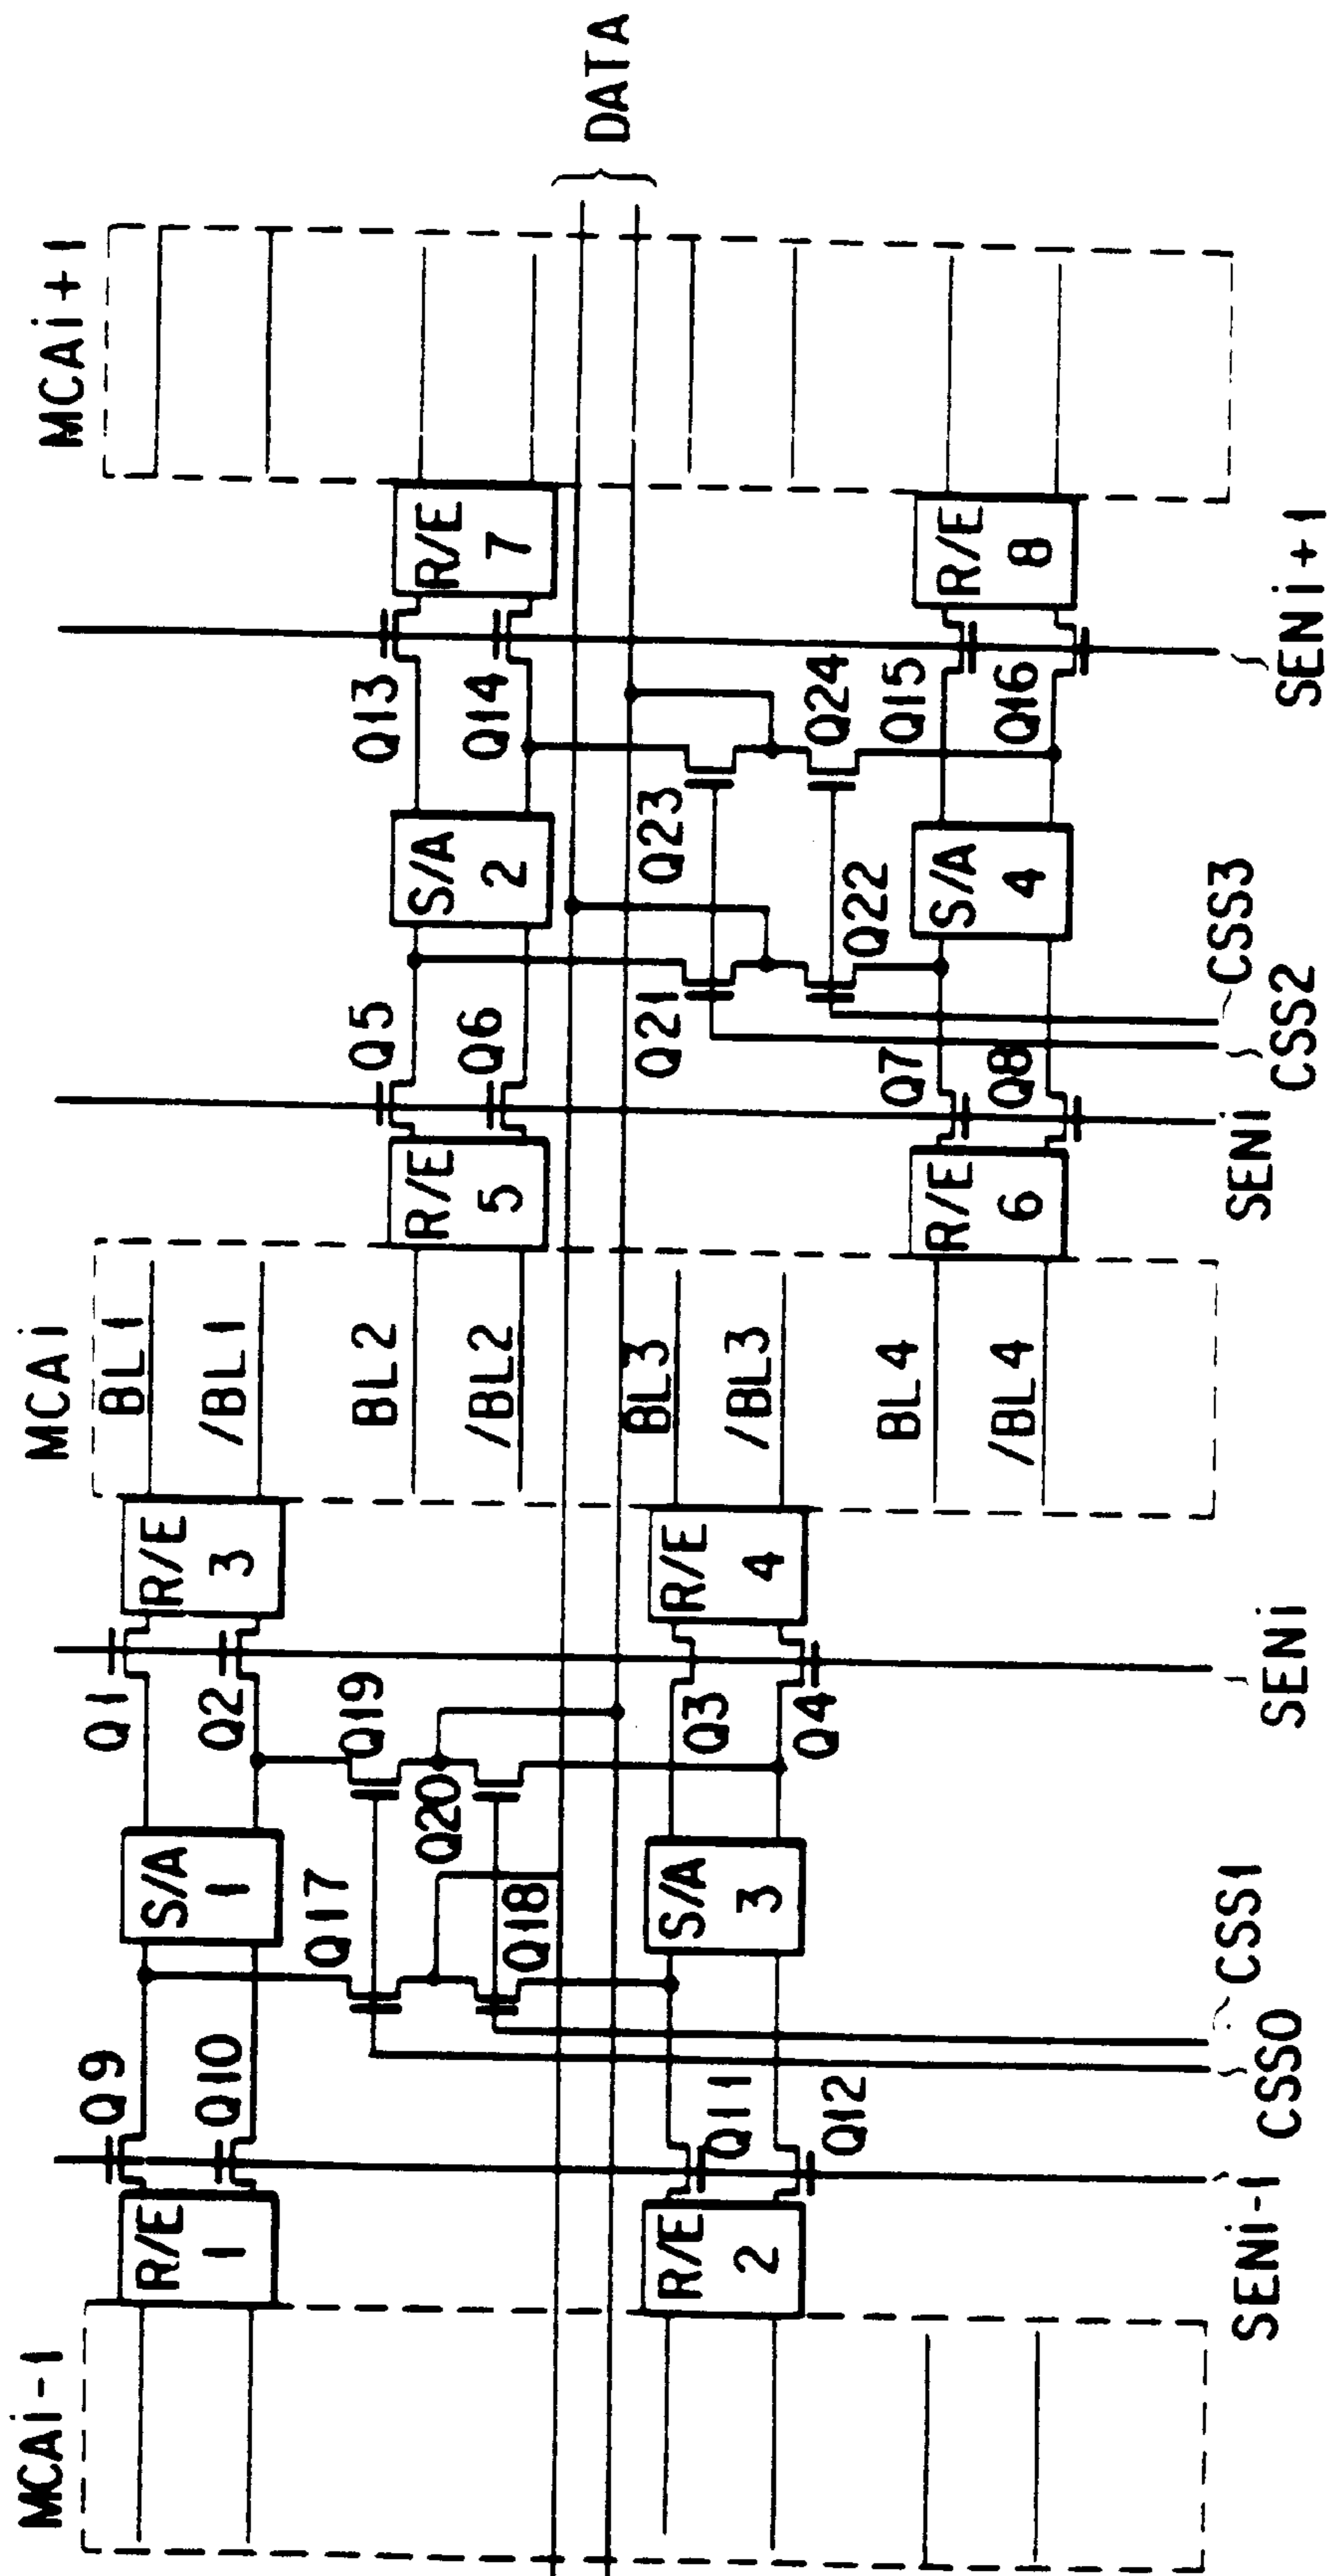 MCAi-1
MCAi
MCAi+1
R/E
1
Q9
Q10
S/A
1
Q1
Q2
R/E
3
BL1
/BL1
Q17
Q19
Q18
Q20
BL2
/BL2
R/E
5
Q5
Q6
S/A
2
Q13
Q14
R/E
7
DATA
R/E
2
Q11
Q12
S/A
3
Q3
Q4
R/E
4
BL3
/BL3
Q21
Q23
Q22
Q24
BL4
/BL4
R/E
6
Q7
Q8
S/A
4
Q15
Q16
R/E
8
SENi-1
CSS0
CSS1
SENi
SENi
CSS2
CSS3
SENi+1